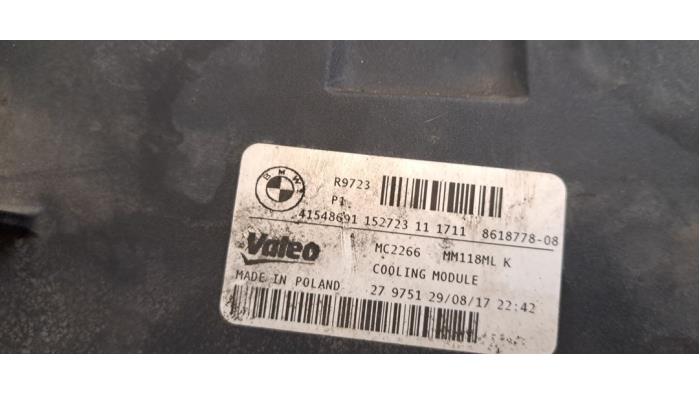 BMW
R9723
P1
41548691 152723 11 1711 8618778-08
Valeo MC2266 MM118ML K
COOLING MODULE
MADE IN POLAND 27 9751 29/08/17 22:42